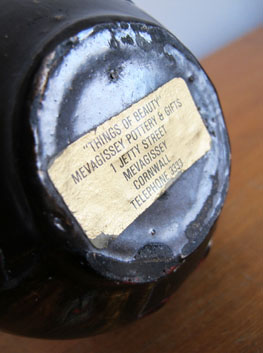 "THINGS OF BEAUTY"
MEVAGISSEY POTTERY & GIFTS
1 JETTY STREET
MEVAGISSEY
CORNWALL
TELEPHONE 3333